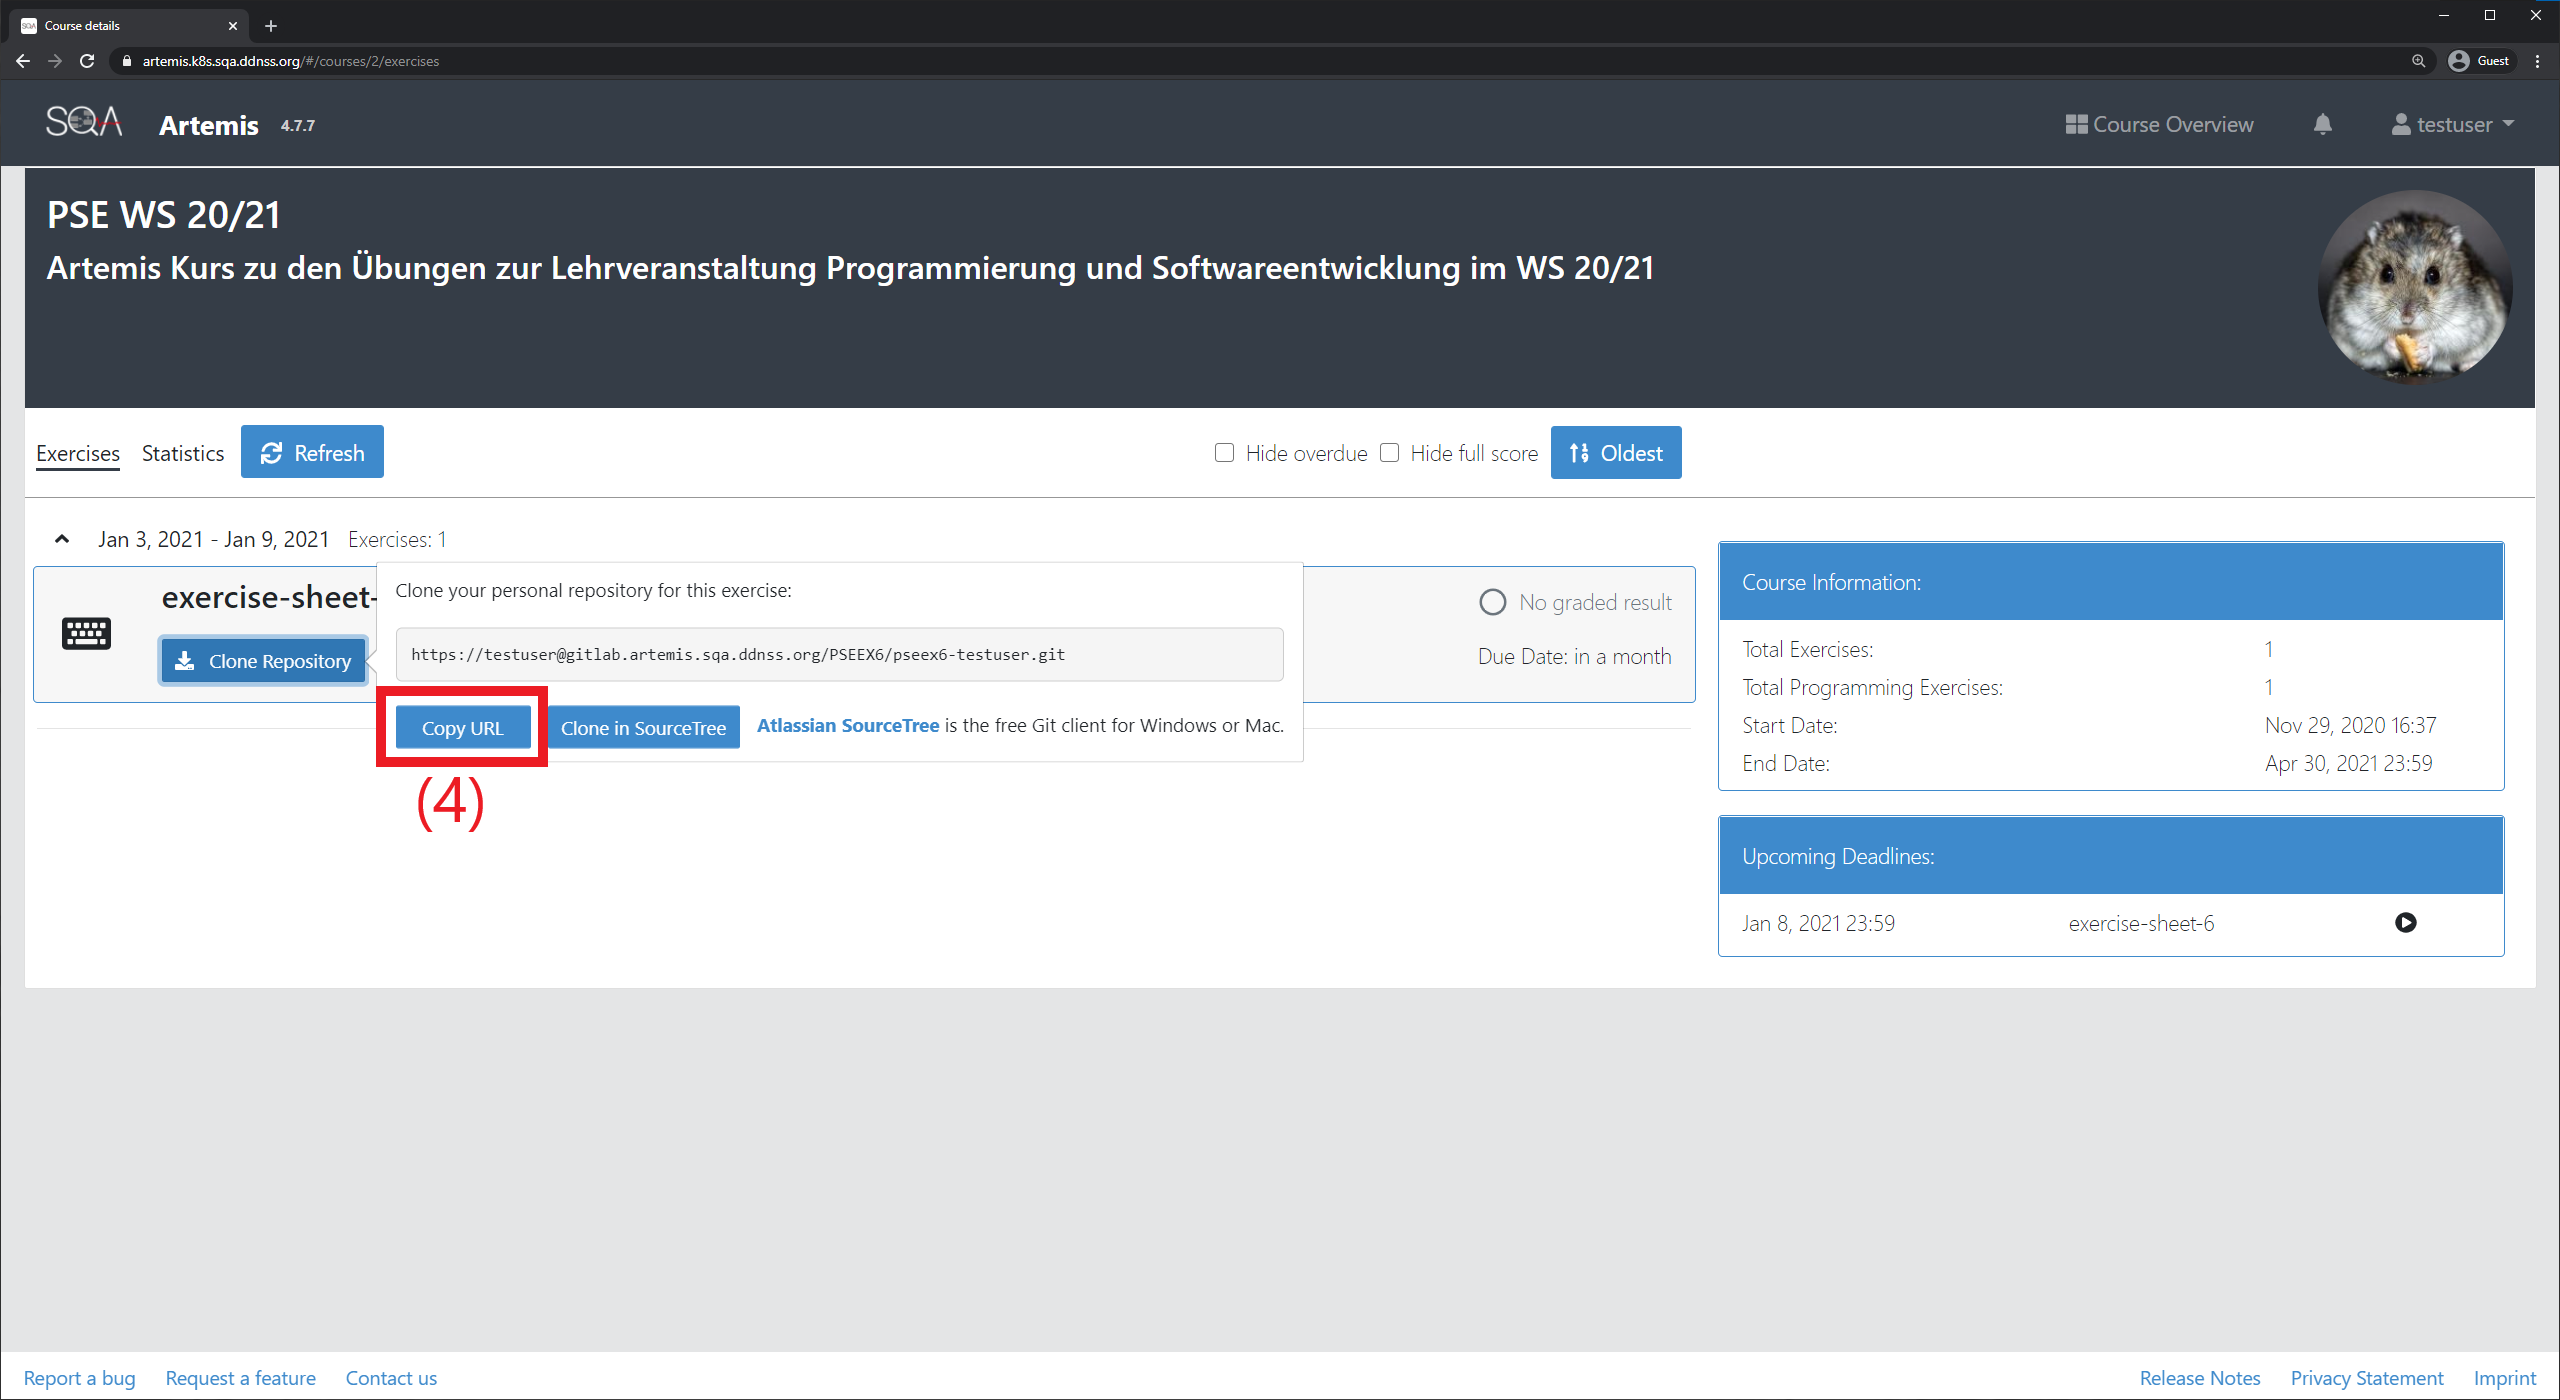 Course details
artemis.k8s.sqa.ddnss.org/#/courses/2/exercises
Guest
SQA
Artemis 4.7.7
Course Overview
testuser
PSE WS 20/21
Artemis Kurs zu den Übungen zur Lehrveranstaltung Programmierung und Softwareentwicklung im WS 20/21
Exercises Statistics Refresh
Hide overdue Hide full score Oldest
Jan 3, 2021 - Jan 9, 2021 Exercises: 1
exercise-sheet-
Clone Repository
Clone your personal repository for this exercise:
https://testuser@gitlab.artemis.sqa.ddnss.org/PSEEX6/pseex6-testuser.git
Copy URL Clone in SourceTree Atlassian SourceTree is the free Git client for Windows or Mac.
(4)
No graded result
Due Date: in a month
Course Information:
Total Exercises: 1
Total Programming Exercises: 1
Start Date: Nov 29, 2020 16:37
End Date: Apr 30, 2021 23:59
Upcoming Deadlines:
Jan 8, 2021 23:59 exercise-sheet-6
Report a bug Request a feature Contact us
Release Notes Privacy Statement Imprint